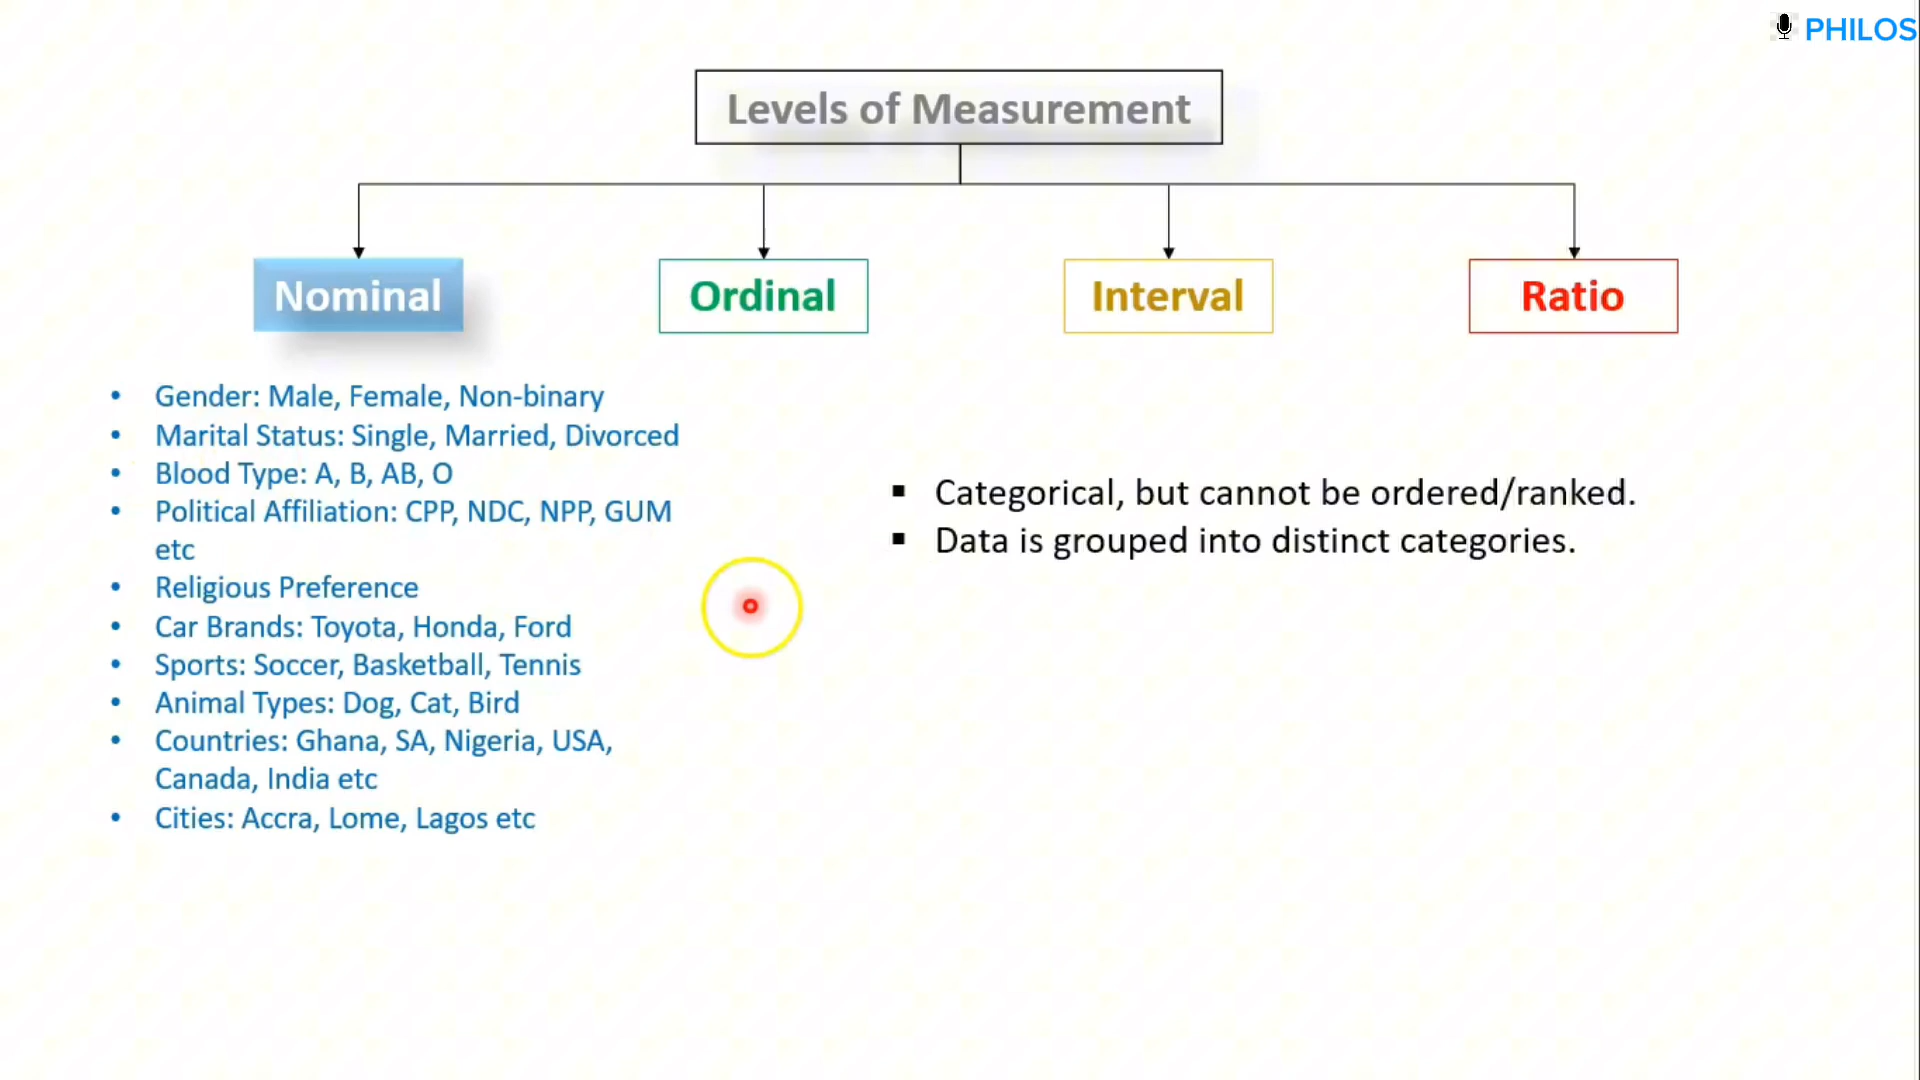 PHILOS
Levels of Measurement
Nominal
Ordinal
Interval
Ratio
• Gender: Male, Female, Non-binary
• Marital Status: Single, Married, Divorced
• Blood Type: A, B, AB, O
• Political Affiliation: CPP, NDC, NPP, GUM
etc
• Religious Preference
• Car Brands: Toyota, Honda, Ford
• Sports: Soccer, Basketball, Tennis
• Animal Types: Dog, Cat, Bird
• Countries: Ghana, SA, Nigeria, USA,
Canada, India etc
• Cities: Accra, Lome, Lagos etc
▪ Categorical, but cannot be ordered/ranked.
▪ Data is grouped into distinct categories.